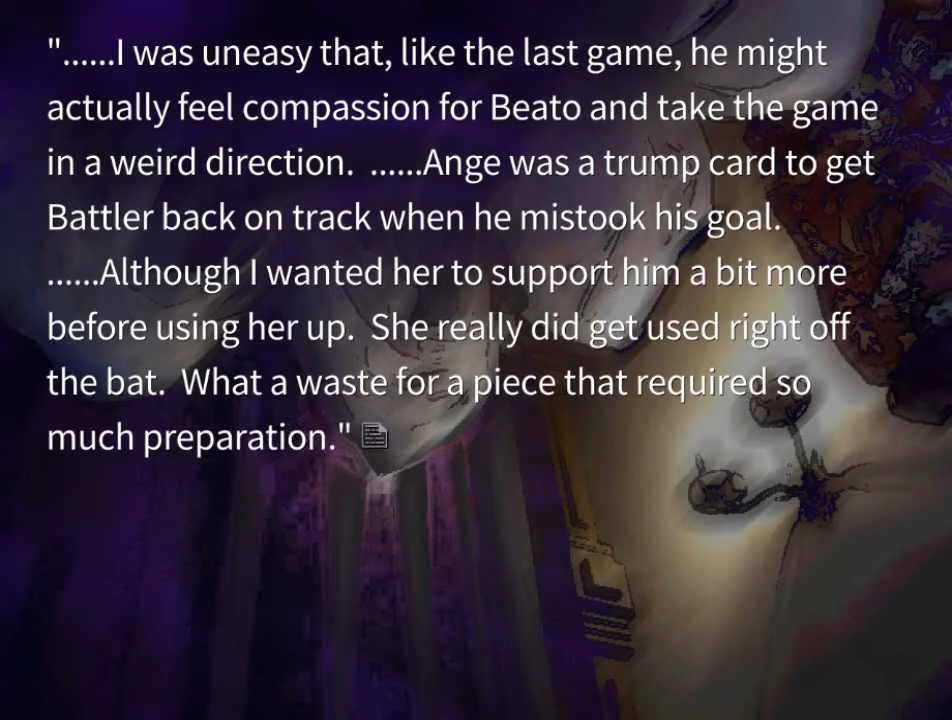 "......I was uneasy that, like the last game, he might
actually feel compassion for Beato and take the game
in a weird direction.  ......Ange was a trump card to get
Battler back on track when he mistook his goal.
......Although I wanted her to support him a bit more
before using her up.  She really did get used right off
the bat.  What a waste for a piece that required so
much preparation."